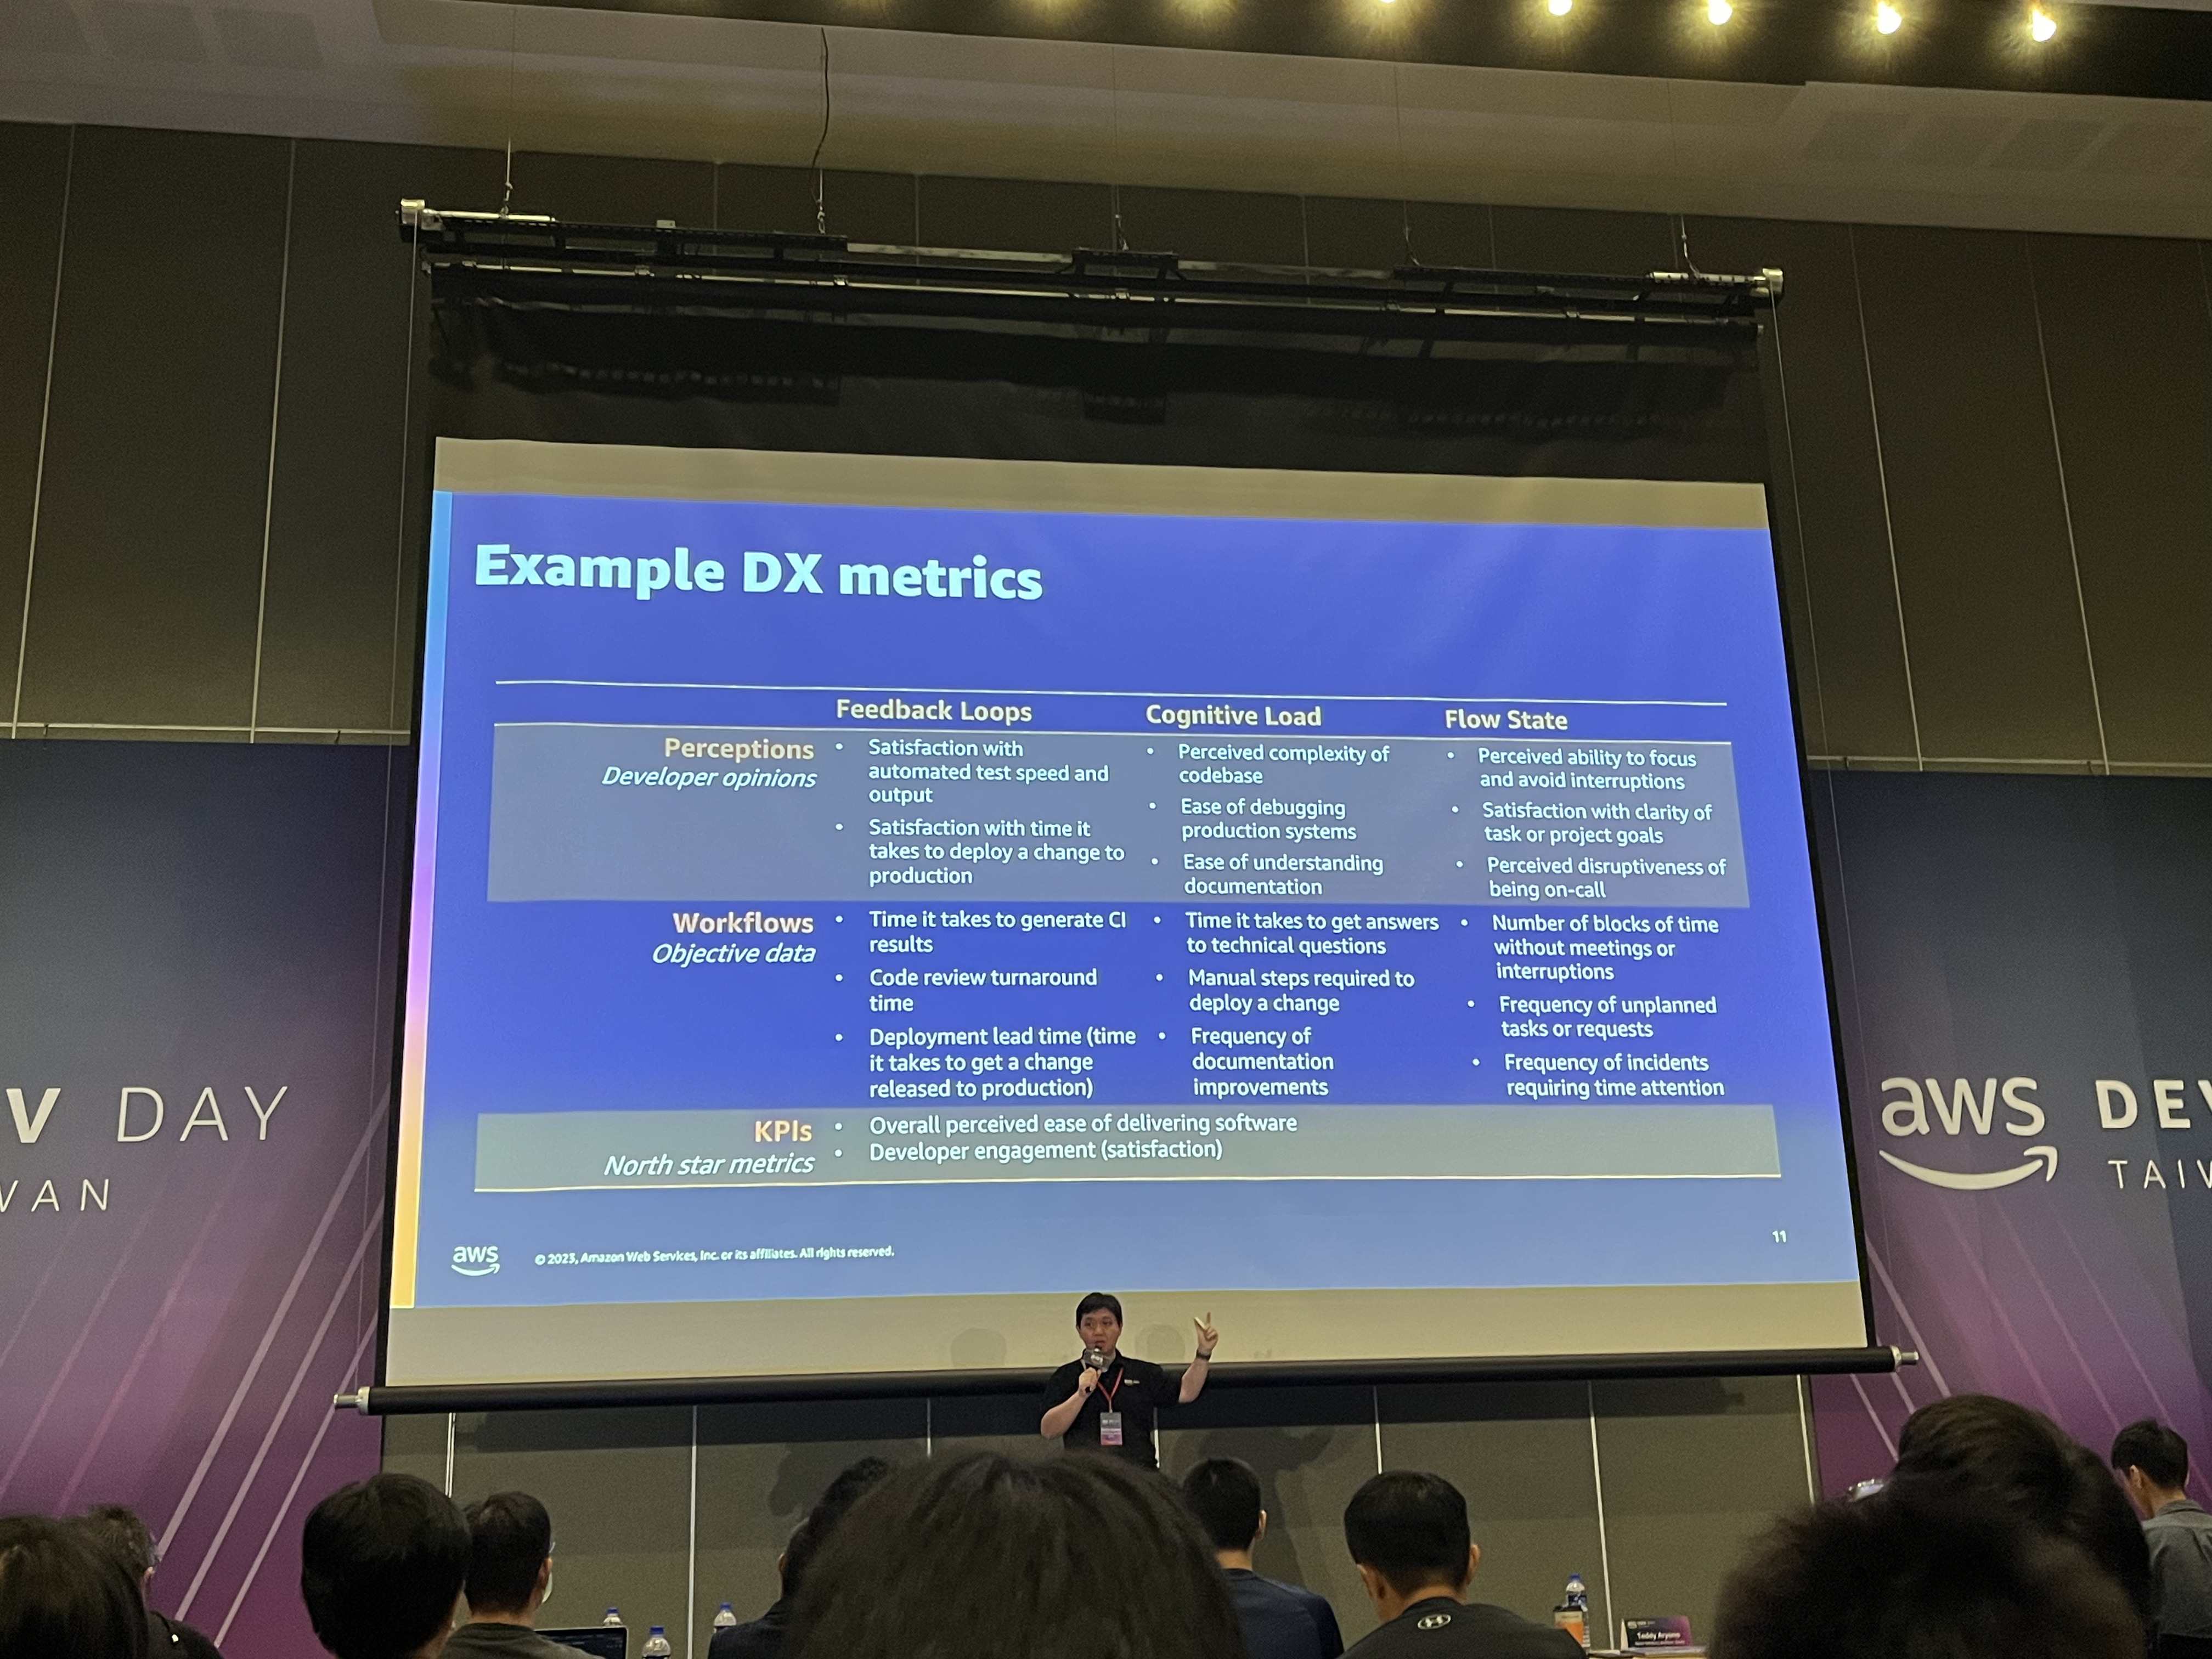 Example DX metrics
Feedback Loops
Cognitive Load
Flow State
Perceptions
Developer opinions
• Satisfaction with
automated test speed and
output
• Satisfaction with time it
takes to deploy a change to
production
• Perceived complexity of
codebase
• Ease of debugging
production systems
• Ease of understanding
documentation
• Perceived ability to focus
and avoid interruptions
• Satisfaction with clarity of
task or project goals
• Perceived disruptiveness of
being on-call
Workflows
Objective data
• Time it takes to generate CI
results
• Code review turnaround
time
• Deployment lead time (time
it takes to get a change
released to production)
• Time it takes to get answers
to technical questions
• Manual steps required to
deploy a change
• Frequency of
documentation
improvements
• Number of blocks of time
without meetings or
interruptions
• Frequency of unplanned
tasks or requests
• Frequency of incidents
requiring time attention
KPIs
North star metrics
• Overall perceived ease of delivering software
• Developer engagement (satisfaction)
aws
© 2023, Amazon Web Services, Inc. or its affiliates. All rights reserved.
11
V DAY
WAN
aws DEV
TAIW
Teddy Aryono